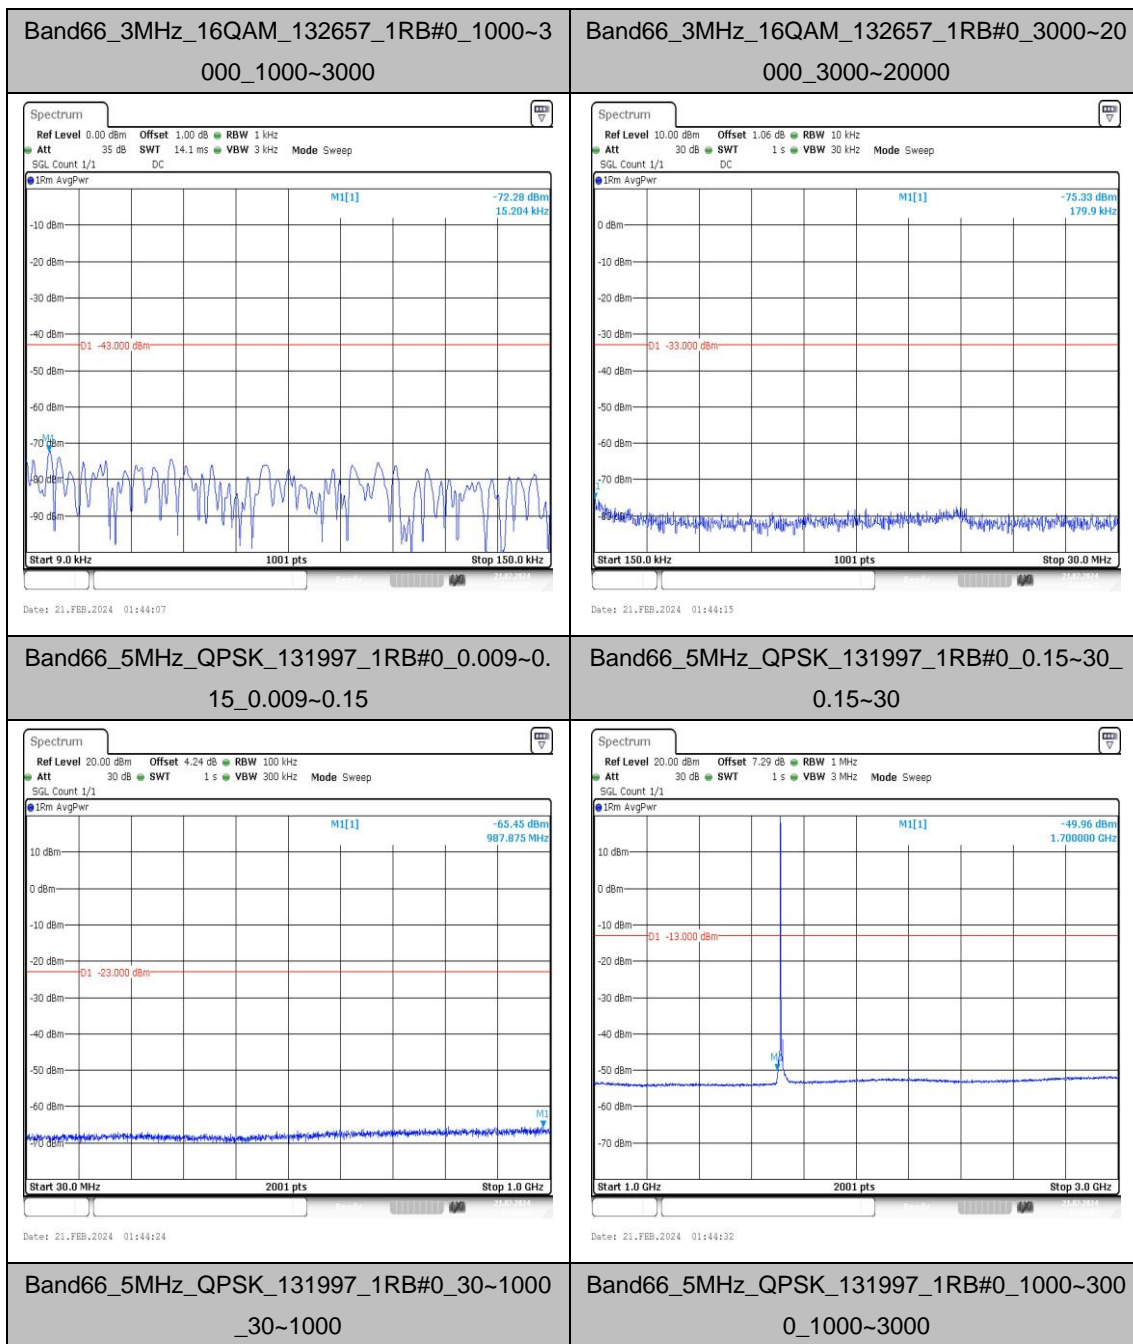 Band66_3MHz_16QAM_132657_1RB#0_1000~3
000_1000~3000
Band66_3MHz_16QAM_132657_1RB#0_3000~20
000_3000~20000
Spectrum
Ref Level 0.00 dBm Offset 1.00 dB RBW 1 kHz
Att 35 dB SWT 14.1 ms VBW 3 kHz Mode Sweep
SGL Count 1/1 DC
1Rm AvgPwr
M1[1] -72.28 dBm
15.204 kHz
-10 dBm
-20 dBm
-30 dBm
-40 dBm
D1 -43.000 dBm
-50 dBm
-60 dBm
M1
-70 dBm
-80 dBm
-90 dBm
Start 9.0 kHz 1001 pts Stop 150.0 kHz
Date: 21.FEB.2024 01:44:07
Spectrum
Ref Level 10.00 dBm Offset 1.06 dB RBW 10 kHz
Att 30 dB SWT 1 s VBW 30 kHz Mode Sweep
SGL Count 1/1 DC
1Rm AvgPwr
M1[1] -75.33 dBm
179.9 kHz
0 dBm
-10 dBm
-20 dBm
-30 dBm
D1 -33.000 dBm
-40 dBm
-50 dBm
-60 dBm
-70 dBm
-80 dBm
Start 150.0 kHz 1001 pts Stop 30.0 MHz
Date: 21.FEB.2024 01:44:15
Band66_5MHz_QPSK_131997_1RB#0_0.009~0.
15_0.009~0.15
Band66_5MHz_QPSK_131997_1RB#0_0.15~30_
0.15~30
Spectrum
Ref Level 20.00 dBm Offset 4.24 dB RBW 100 kHz
Att 30 dB SWT 1 s VBW 300 kHz Mode Sweep
SGL Count 1/1
1Rm AvgPwr
M1[1] -65.45 dBm
987.875 MHz
10 dBm
0 dBm
-10 dBm
-20 dBm
D1 -23.000 dBm
-30 dBm
-40 dBm
-50 dBm
-60 dBm
M1
-70 dBm
Start 30.0 MHz 2001 pts Stop 1.0 GHz
Date: 21.FEB.2024 01:44:24
Spectrum
Ref Level 20.00 dBm Offset 7.29 dB RBW 1 MHz
Att 30 dB SWT 1 s VBW 3 MHz Mode Sweep
SGL Count 1/1
1Rm AvgPwr
M1[1] -49.96 dBm
1.700000 GHz
10 dBm
0 dBm
-10 dBm
D1 -13.000 dBm
-20 dBm
-30 dBm
-40 dBm
-50 dBm
-60 dBm
-70 dBm
Start 1.0 GHz 2001 pts Stop 3.0 GHz
Date: 21.FEB.2024 01:44:32
Band66_5MHz_QPSK_131997_1RB#0_30~1000
_30~1000
Band66_5MHz_QPSK_131997_1RB#0_1000~300
0_1000~3000